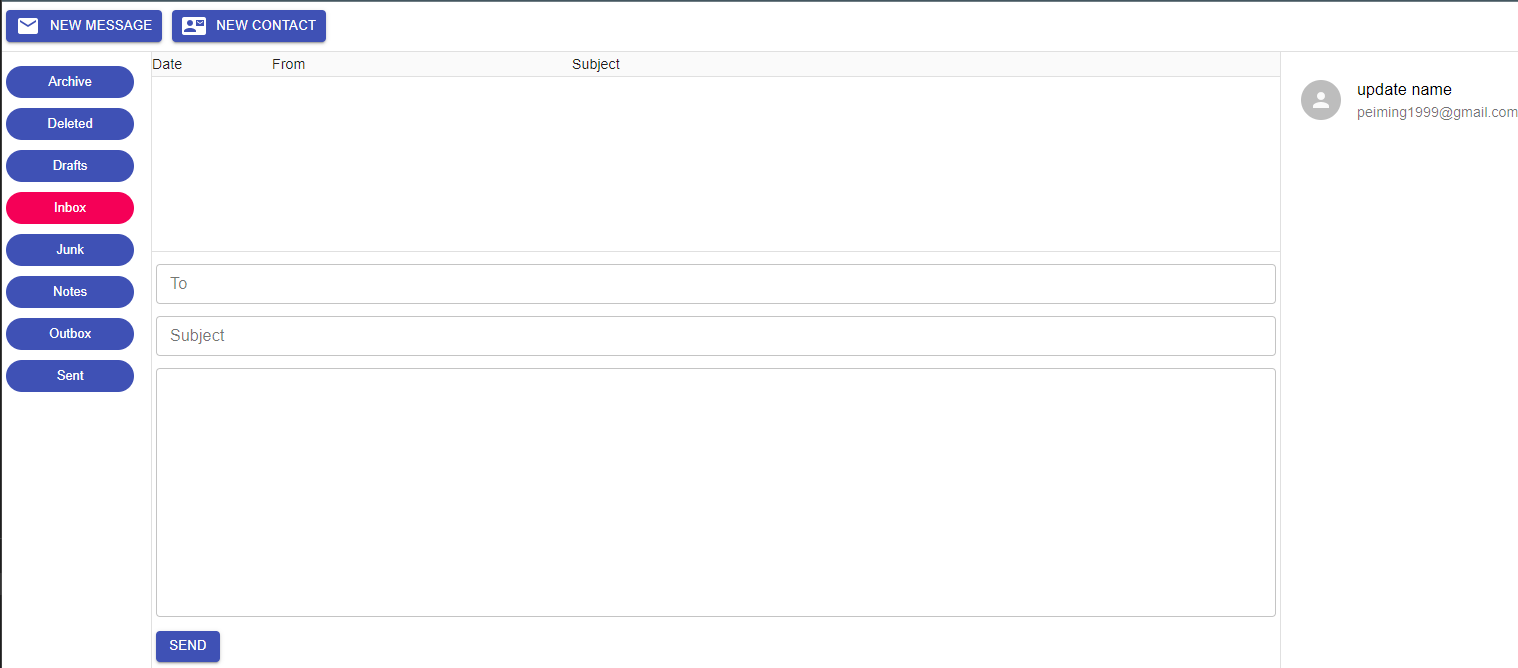 NEW MESSAGE
NEW CONTACT
Archive
Deleted
Drafts
Inbox
Junk
Notes
Outbox
Sent
Date From Subject
To
Subject
SEND
update name
peiming1999@gmail.com